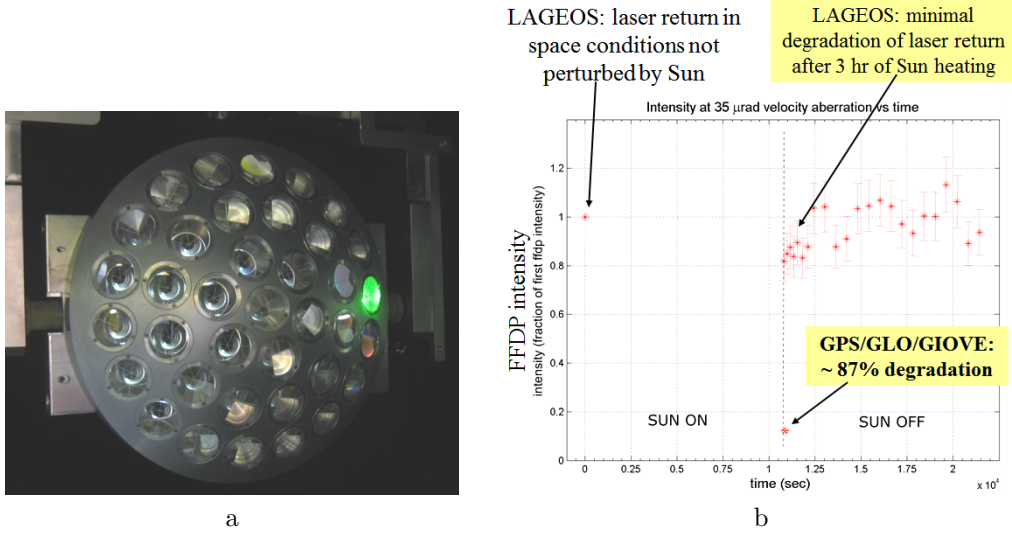 LAGEOS: laser return in
space conditions not
perturbed by Sun
LAGEOS: minimal
degradation of laser return
after 3 hr of Sun heating
Intensity at 35 μrad velocity aberration vs time
FFDP intensity
intensity (fraction of first ffdp intensity)
1.2
1
0.8
0.6
0.4
0.2
0
GPS/GLO/GIOVE:
~ 87% degradation
SUN ON
SUN OFF
0
0.25
0.5
0.75
1
1.25
1.5
1.75
2
x 10⁴
time (sec)
a
b